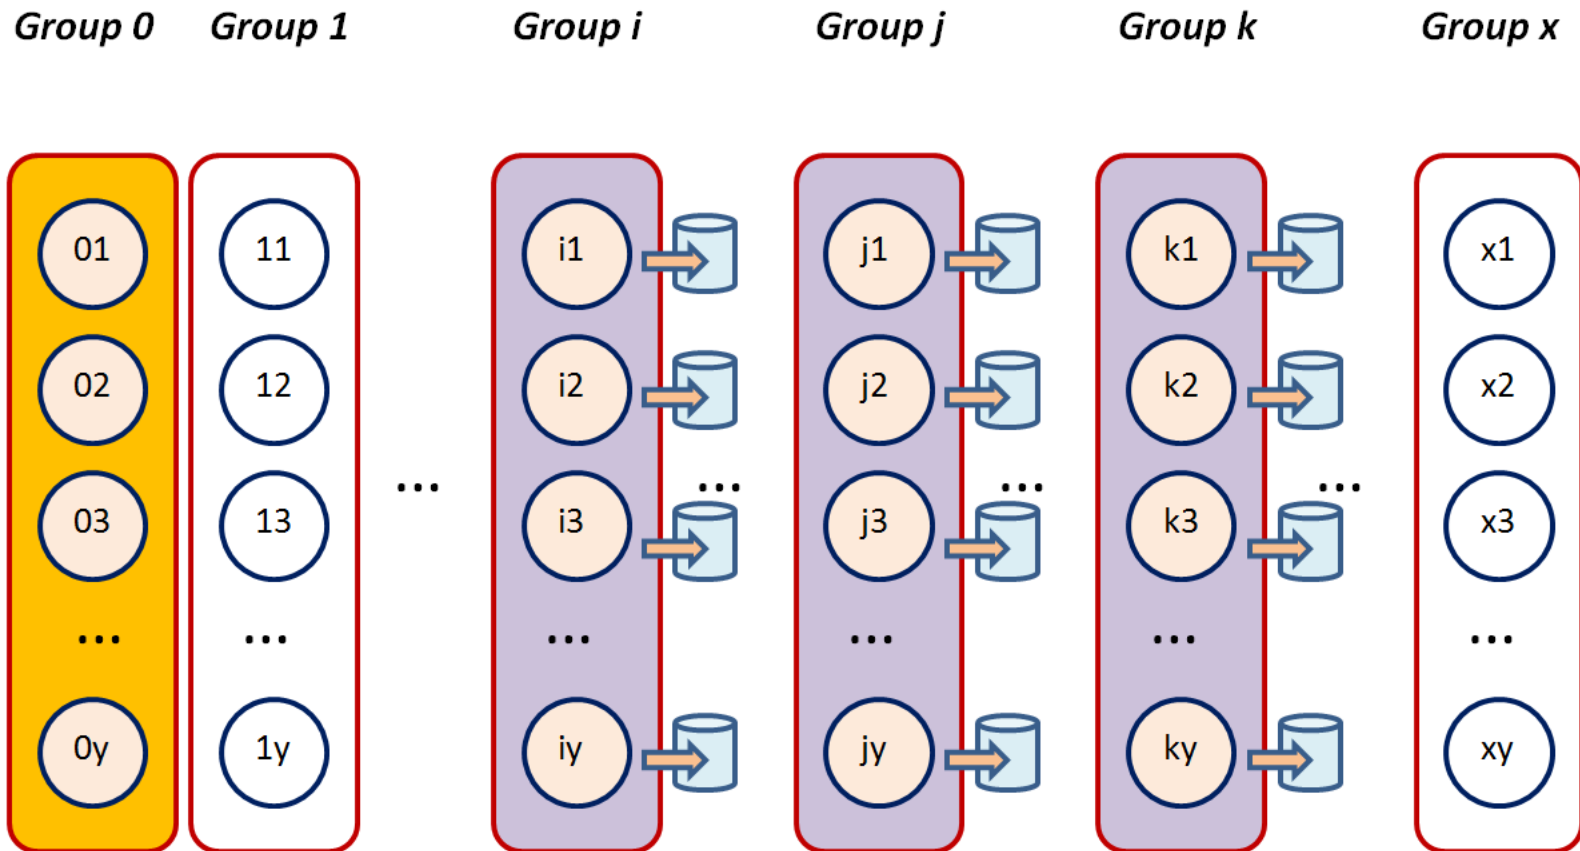 Group 0 Group 1 Group i Group j Group k Group x
01 11 i1 j1 k1 x1
02 12 i2 j2 k2 x2
... ... ... ...
03 13 i3 j3 k3 x3
... ... ... ... ... ...
0y 1y iy jy ky xy